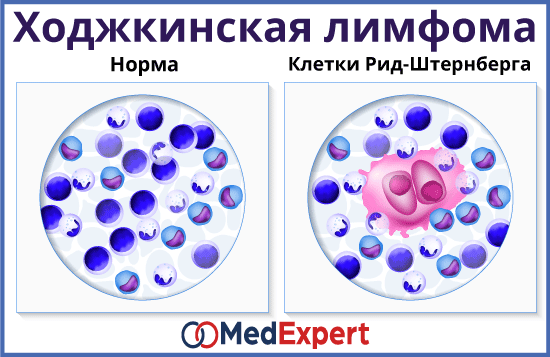 Ходжкинская лимфома
Норма
Клетки Рид-Штернберга
MedExpert